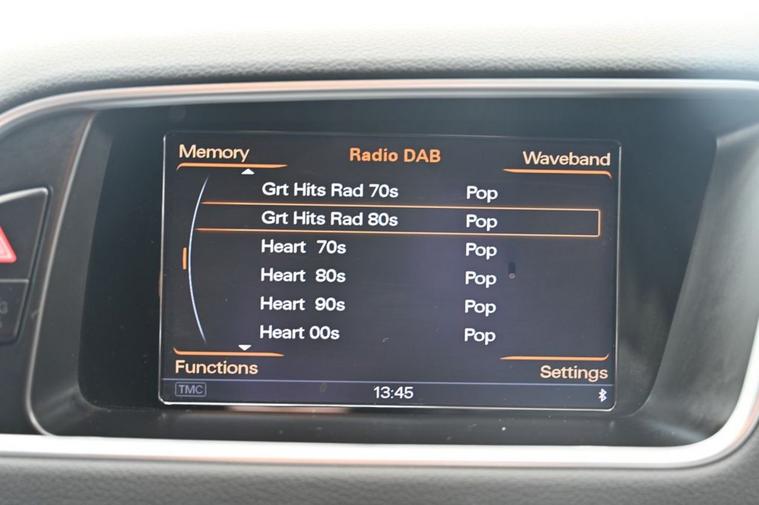 Memory Radio DAB Waveband
Grt Hits Rad 70s Pop
Grt Hits Rad 80s Pop
Heart 70s Pop
Heart 80s Pop
Heart 90s Pop
Heart 00s Pop
Functions Settings
TMC 13:45